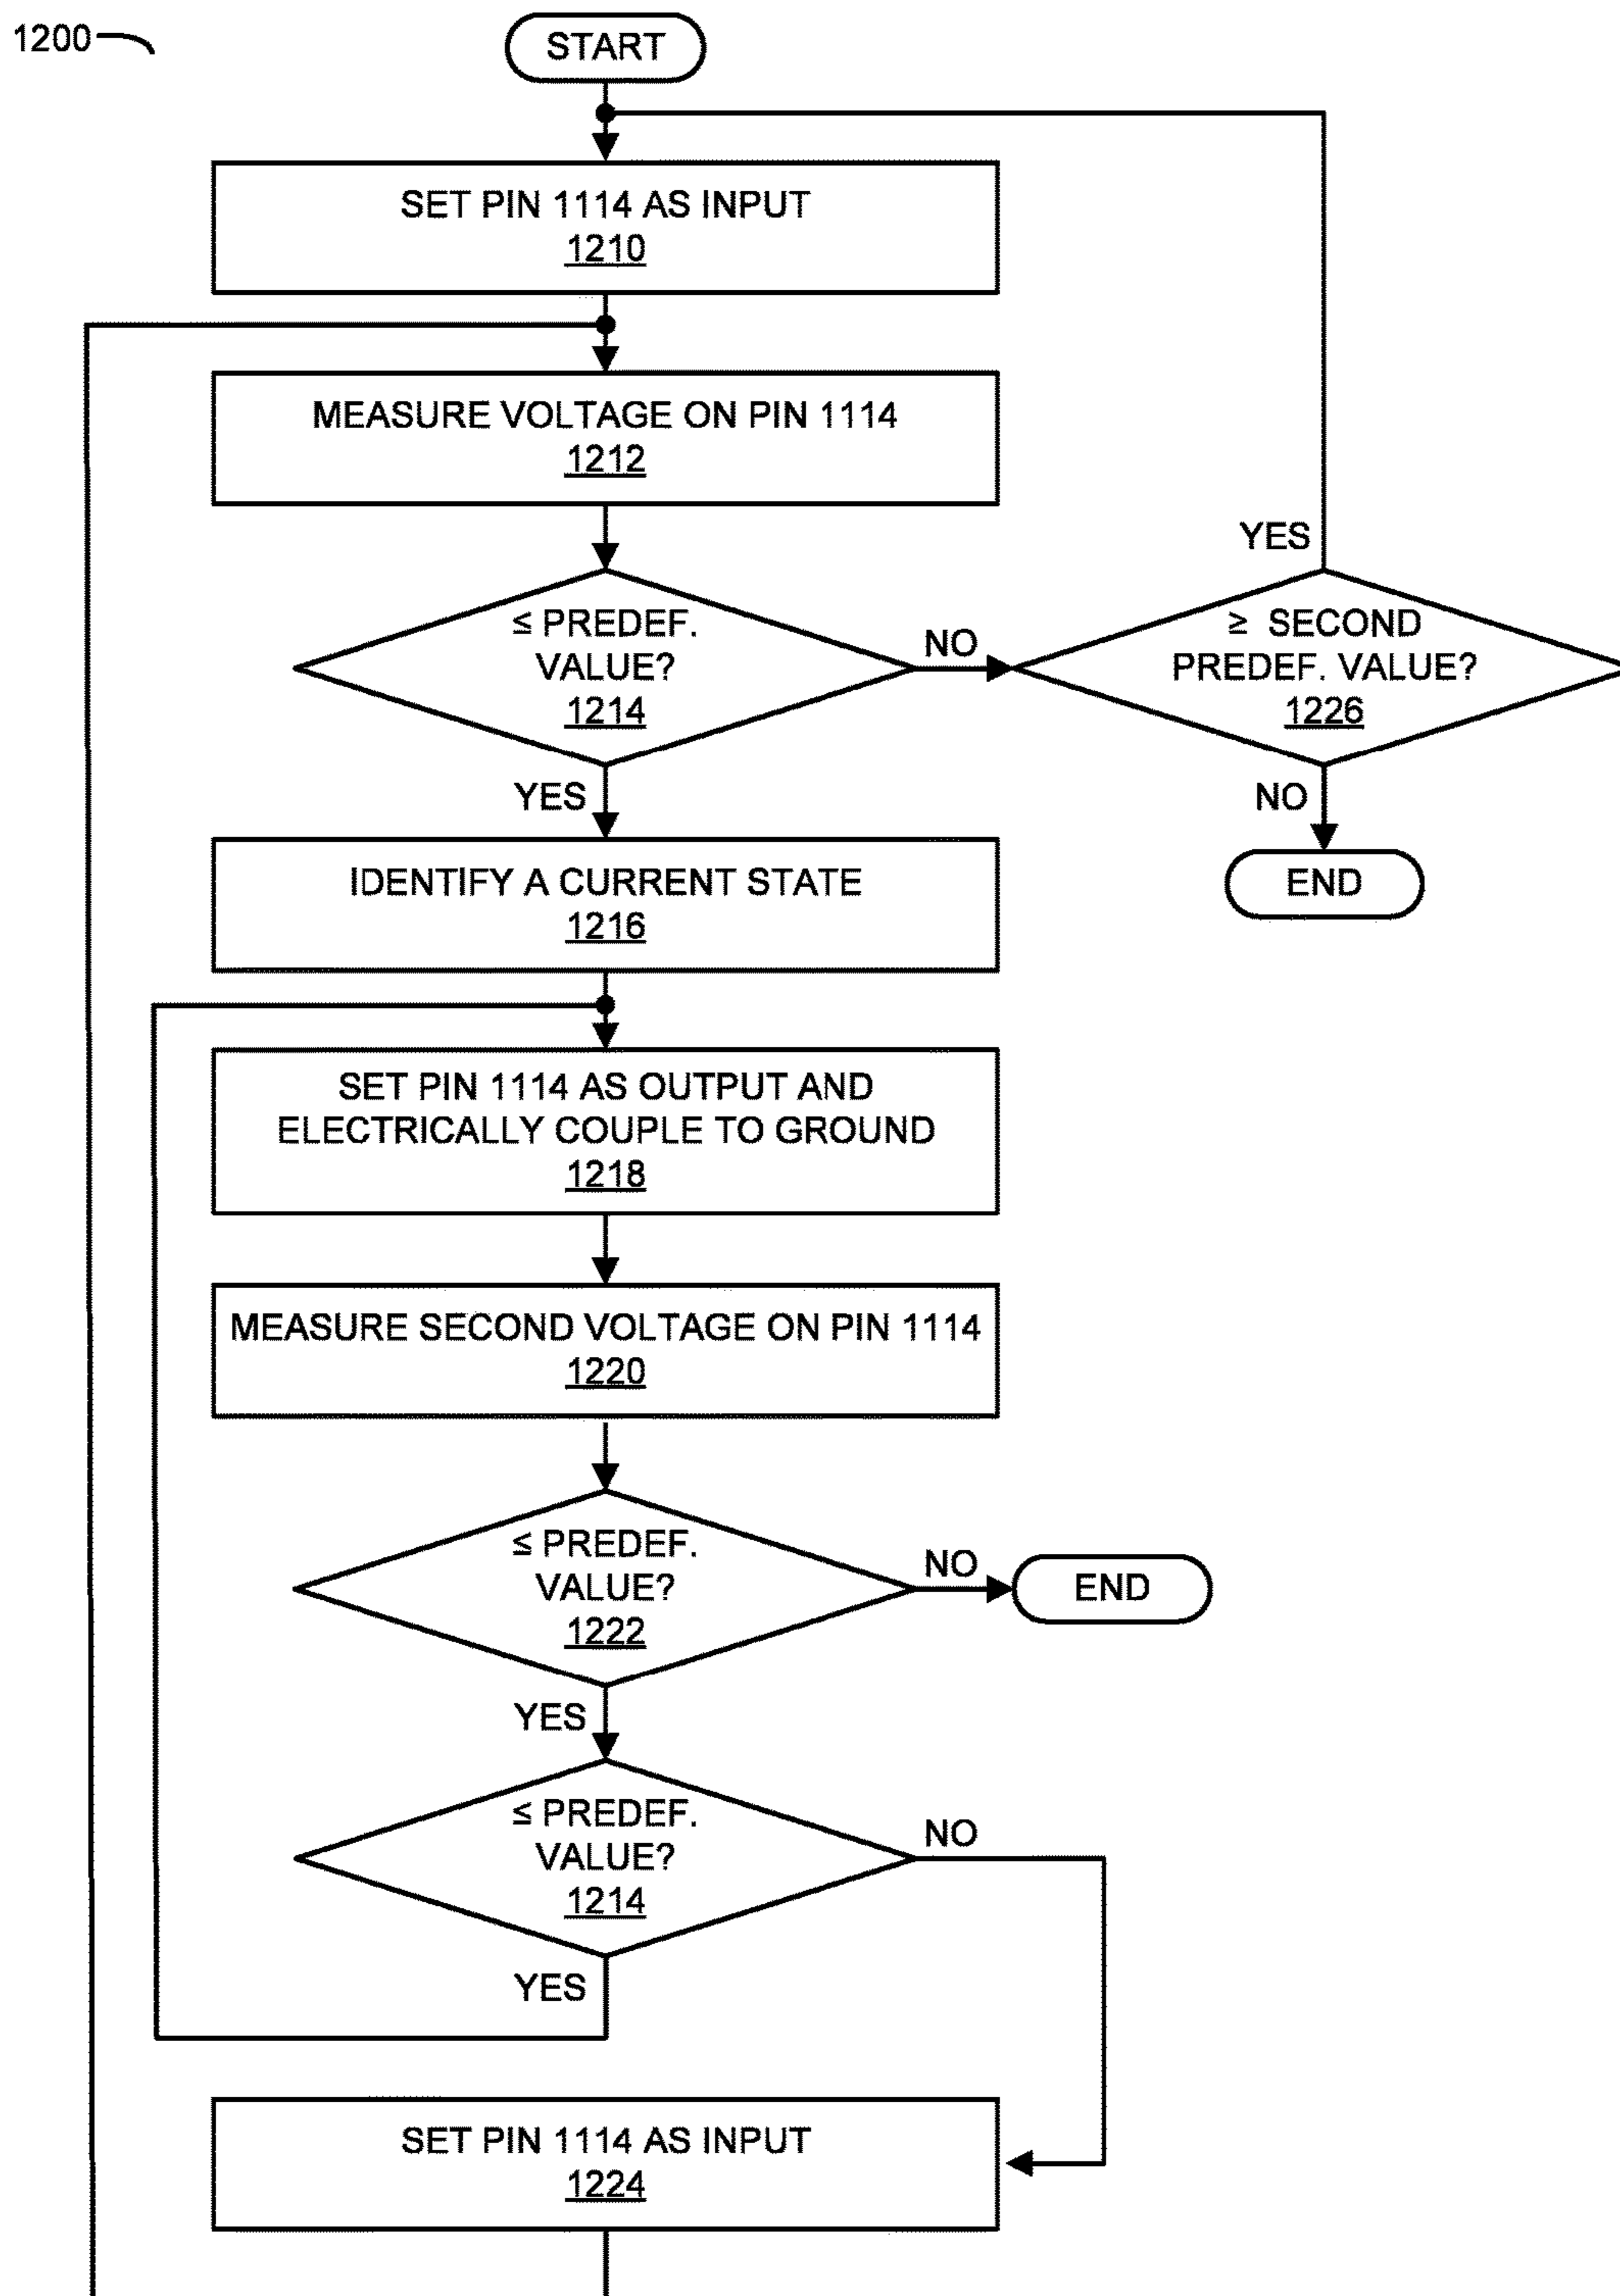 1200
START
SET PIN 1114 AS INPUT
1210
MEASURE VOLTAGE ON PIN 1114
1212
≤ PREDEF.
VALUE?
1214
NO
YES
≥ SECOND
PREDEF. VALUE?
1226
YES
NO
END
IDENTIFY A CURRENT STATE
1216
SET PIN 1114 AS OUTPUT AND
ELECTRICALLY COUPLE TO GROUND
1218
MEASURE SECOND VOLTAGE ON PIN 1114
1220
≤ PREDEF.
VALUE?
1222
NO
END
YES
≤ PREDEF.
VALUE?
1214
NO
YES
SET PIN 1114 AS INPUT
1224